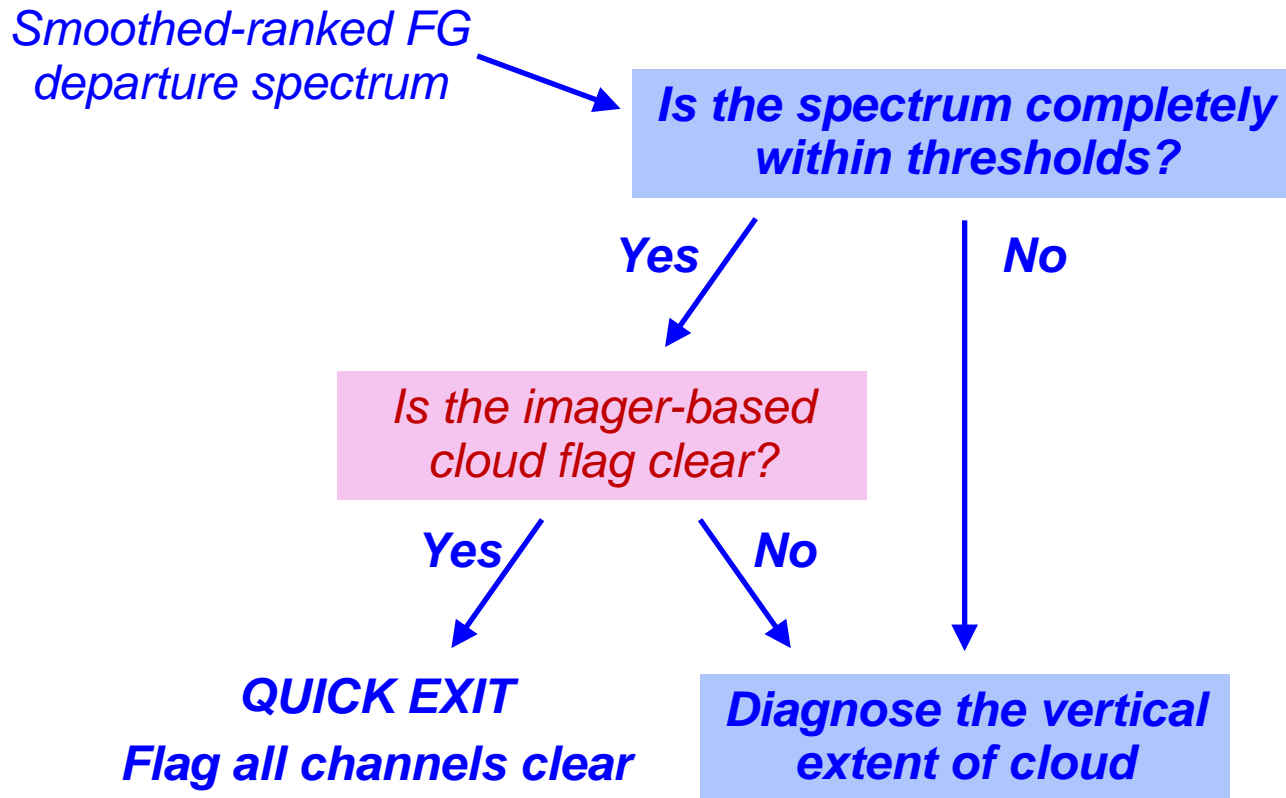 Smoothed-ranked FG
departure spectrum
Is the spectrum completely
within thresholds?
Yes
No
Is the imager-based
cloud flag clear?
Yes
No
QUICK EXIT
Flag all channels clear
Diagnose the vertical
extent of cloud